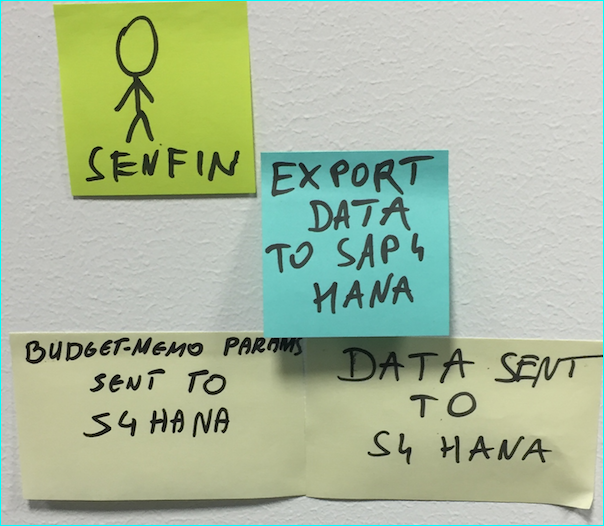 SENFIN
EXPORT
DATA
TO SAP4
HANA
BUDGET-MEMO PARAMS
SENT TO
S4 HANA
DATA SENT
TO
S4 HANA